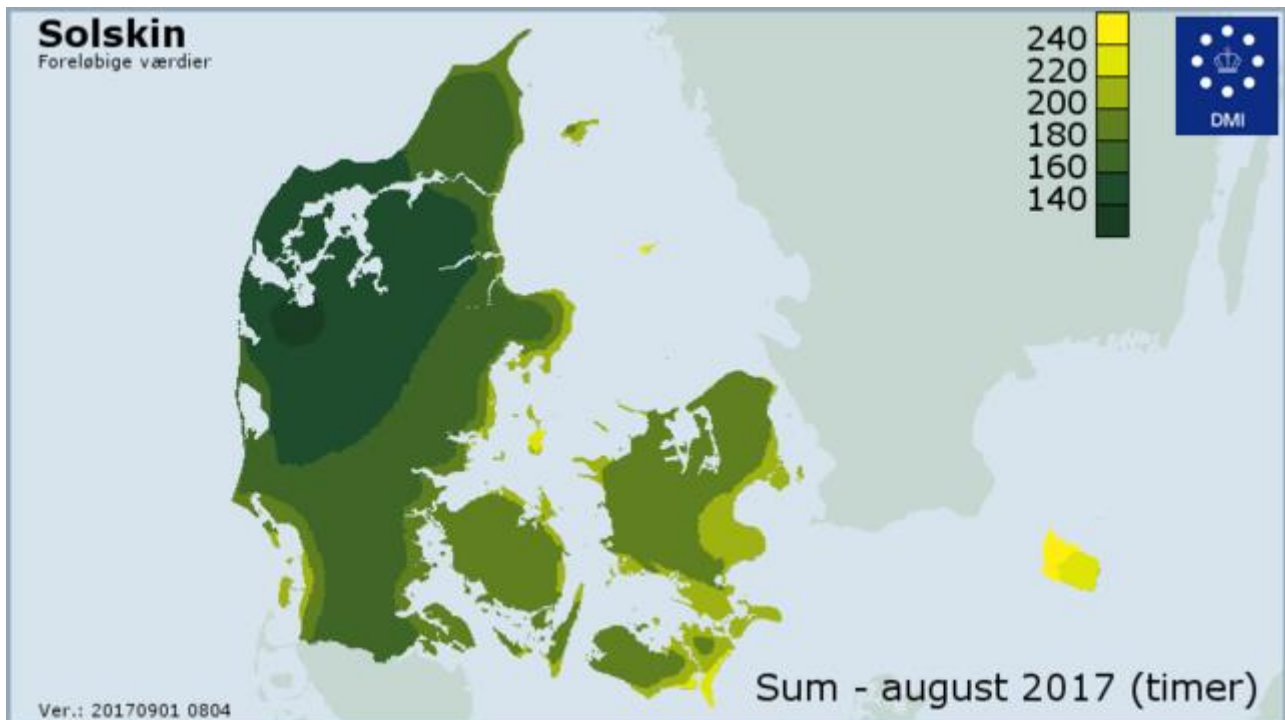 Solskin
Foreløbige værdier
240
220
200
180
160
140
DMI
Sum - august 2017 (timer)
Ver.: 20170901 0804